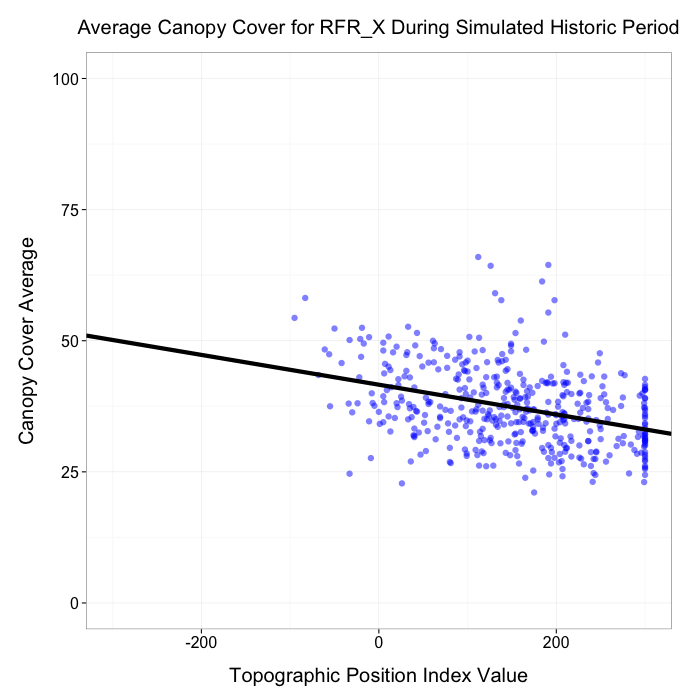 Average Canopy Cover for RFR_X During Simulated Historic Period
100
75
50
25
0
Canopy Cover Average
-200
0
200
Topographic Position Index Value